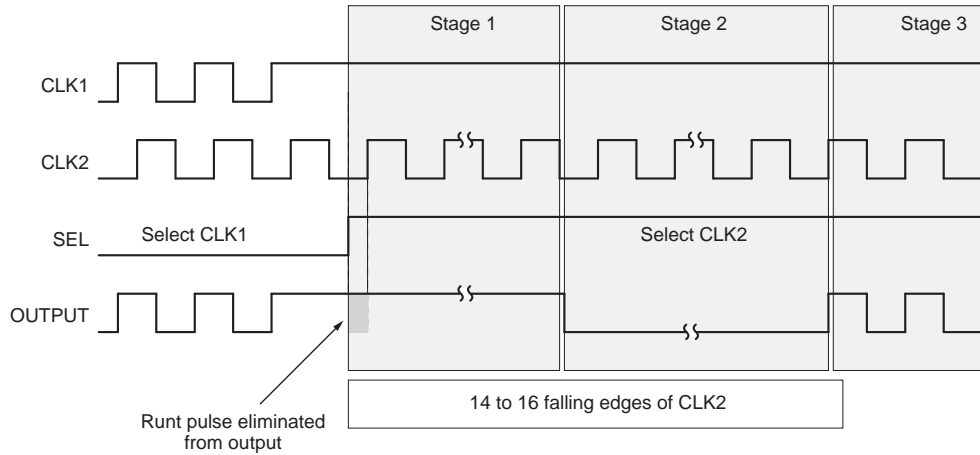 Stage 1
Stage 2
Stage 3
CLK1
CLK2
SEL
Select CLK1
Select CLK2
OUTPUT
14 to 16 falling edges of CLK2
Runt pulse eliminated
from output